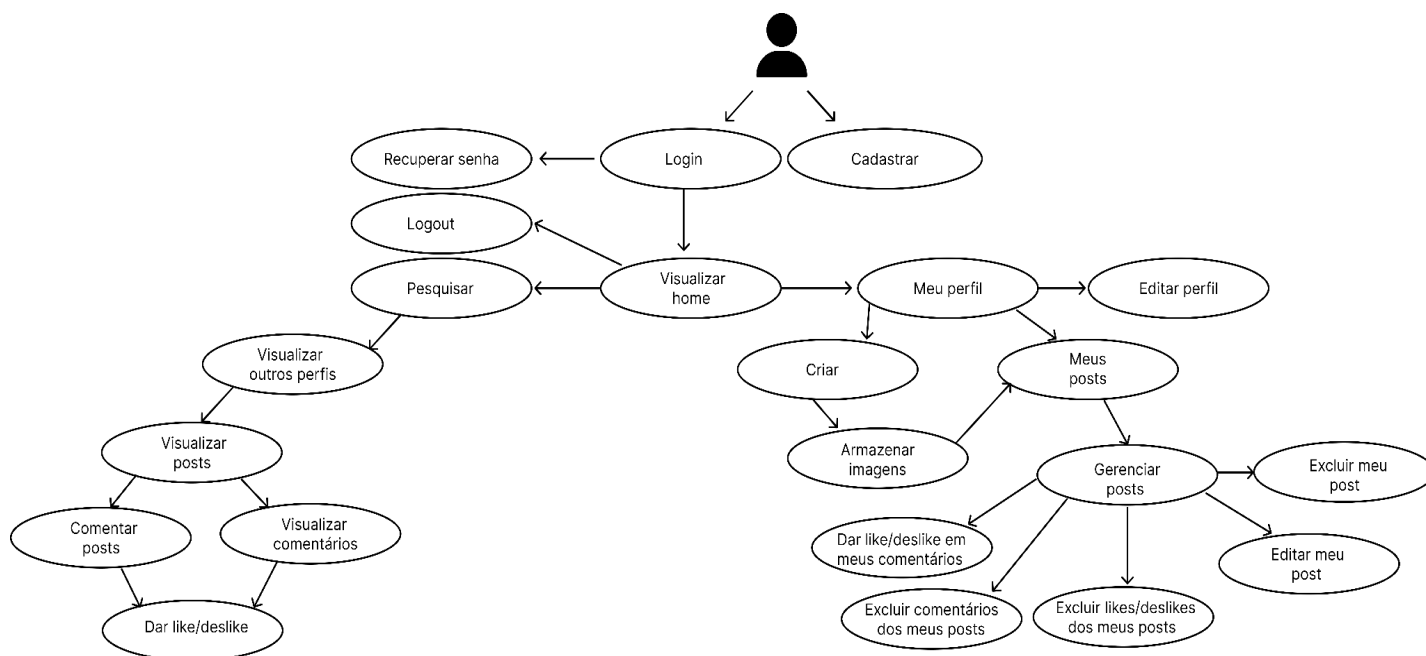 Recuperar senha
Login
Cadastrar
Logout
Pesquisar
Visualizar
home
Meu perfil
Editar perfil
Visualizar
outros perfis
Criar
Meus
posts
Visualizar
posts
Armazenar
imagens
Gerenciar
posts
Excluir meu
post
Comentar
posts
Visualizar
comentários
Dar like/deslike em
meus comentários
Editar meu
post
Dar like/deslike
Excluir comentários
dos meus posts
Excluir likes/deslikes
dos meus posts